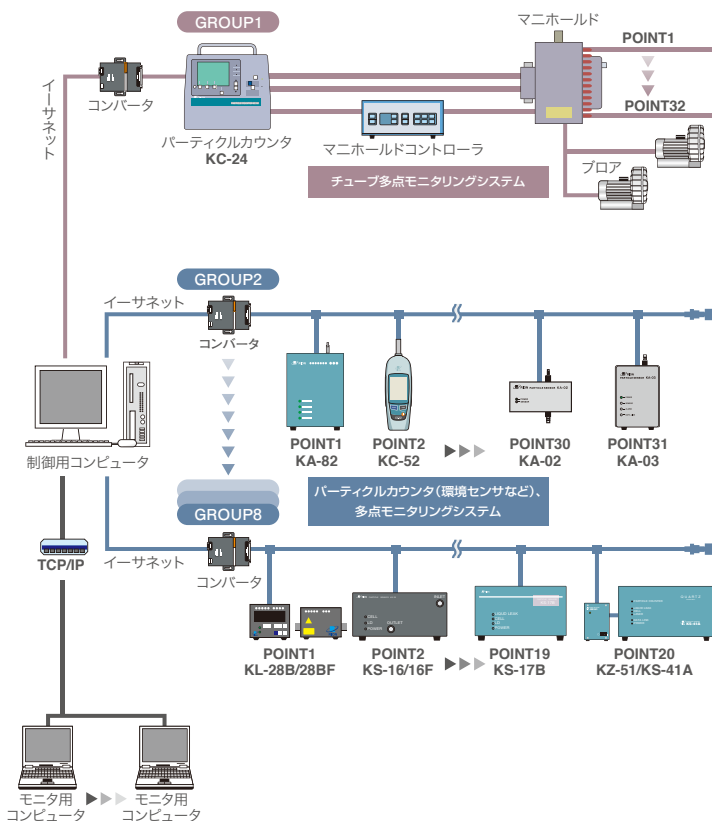 GROUP1
マニホールド
POINT1
POINT32
イーサネット
コンバータ
パーティクルカウンタ
KC-24
マニホールドコントローラ
ブロア
チューブ多点モニタリングシステム
GROUP2
イーサネット
コンバータ
POINT1
KA-82
POINT2
KC-52
POINT30
KA-02
POINT31
KA-03
制御用コンピュータ
パーティクルカウンタ(環境センサなど)、
多点モニタリングシステム
GROUP8
TCP/IP
イーサネット
コンバータ
POINT1
KL-28B/28BF
POINT2
KS-16/16F
POINT19
KS-17B
POINT20
KZ-51/KS-41A
INLET
CELL
LD
POWER
OUTLET
モニタ用
コンピュータ
モニタ用
コンピュータ